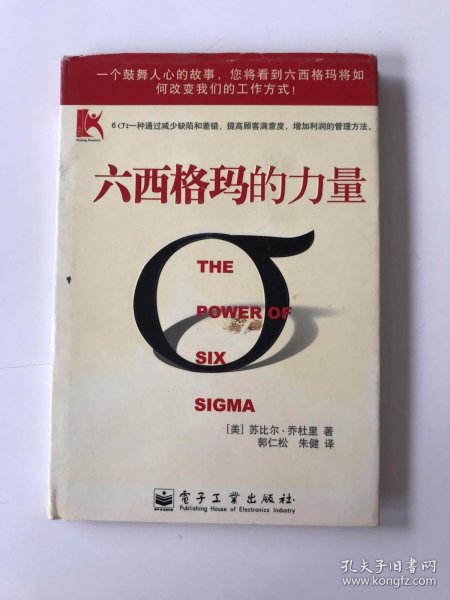 一个鼓舞人心的故事，您将看到六西格玛将如
何改变我们的工作方式！
6σ:一种通过减少缺陷和差错，提高顾客满意度，增加利润的管理方法。
六西格玛的力量
σ
THE
POWER OF
SIX
SIGMA
［美］苏比尔·乔杜里 著
郭仁松 朱健 译
電子工業出版社·
Publishing House of Electronics Industry
孔夫子旧书网
www.kongfz.com